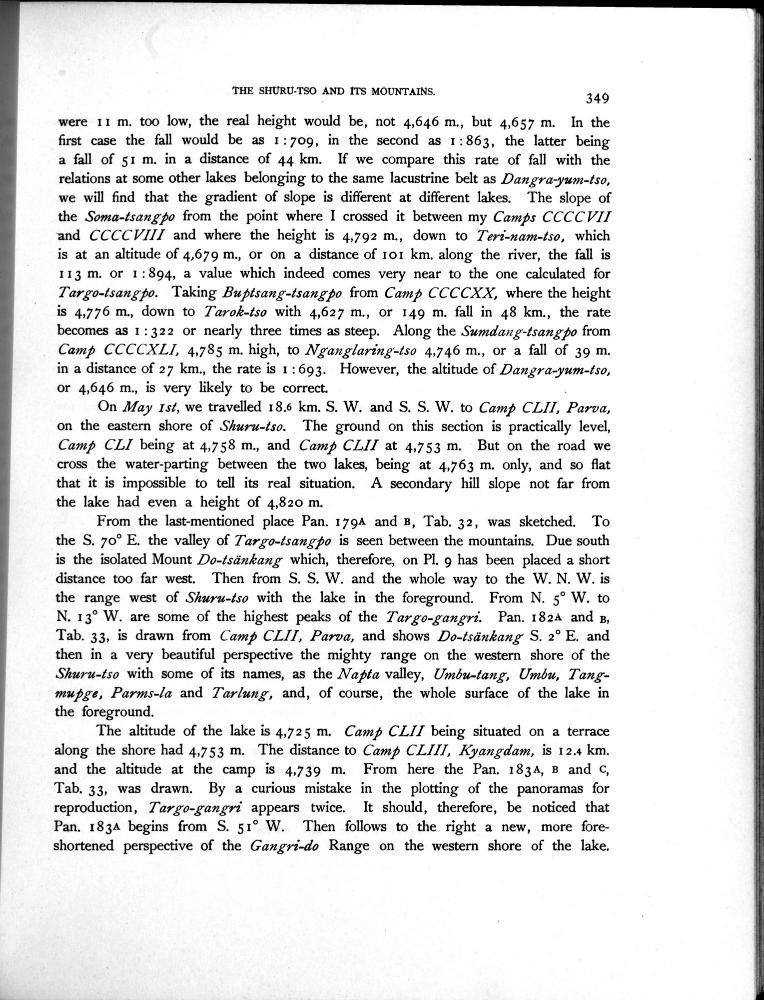 THE SHURU-TSO AND ITS MOUNTAINS.
349
were 11 m. too low, the real height would be, not 4,646 m., but 4,657 m. In the
first case the fall would be as 1:709, in the second as 1:863, the latter being
a fall of 51 m. in a distance of 44 km. If we compare this rate of fall with the
relations at some other lakes belonging to the same lacustrine belt as Dangra-yum-tso,
we will find that the gradient of slope is different at different lakes. The slope of
the Soma-tsangpo from the point where I crossed it between my Camps CCCCVII
and CCCCVIII and where the height is 4,792 m., down to Teri-nam-tso, which
is at an altitude of 4,679 m., or on a distance of 101 km. along the river, the fall is
113 m. or 1:894, a value which indeed comes very near to the one calculated for
Targo-tsangpo. Taking Buptsang-tsangpo from Camp CCCCXX, where the height
is 4,776 m., down to Tarok-tso with 4,627 m., or 149 m. fall in 48 km., the rate
becomes as 1:322 or nearly three times as steep. Along the Sumdang-tsangpo from
Camp CCCCXLI, 4,785 m. high, to Nganglaring-tso 4,746 m., or a fall of 39 m.
in a distance of 27 km., the rate is 1:693. However, the altitude of Dangra-yum-tso,
or 4,646 m., is very likely to be correct.
On May 1st, we travelled 18.6 km. S. W. and S. S. W. to Camp CLII, Parva,
on the eastern shore of Shuru-tso. The ground on this section is practically level,
Camp CLI being at 4,758 m., and Camp CLII at 4,753 m. But on the road we
cross the water-parting between the two lakes, being at 4,763 m. only, and so flat
that it is impossible to tell its real situation. A secondary hill slope not far from
the lake had even a height of 4,820 m.
From the last-mentioned place Pan. 179A and B, Tab. 32, was sketched. To
the S. 70° E. the valley of Targo-tsangpo is seen between the mountains. Due south
is the isolated Mount Do-tsänkang which, therefore, on Pl. 9 has been placed a short
distance too far west. Then from S. S. W. and the whole way to the W. N. W. is
the range west of Shuru-tso with the lake in the foreground. From N. 5° W. to
N. 13° W. are some of the highest peaks of the Targo-gangri. Pan. 182A and B,
Tab. 33, is drawn from Camp CLII, Parva, and shows Do-tsänkang S. 2° E. and
then in a very beautiful perspective the mighty range on the western shore of the
Shuru-tso with some of its names, as the Napta valley, Umbu-tang, Umbu, Tang-
mupge, Parms-la and Tarlung, and, of course, the whole surface of the lake in
the foreground.
The altitude of the lake is 4,725 m. Camp CLII being situated on a terrace
along the shore had 4,753 m. The distance to Camp CLIII, Kyangdam, is 12.4 km.
and the altitude at the camp is 4,739 m. From here the Pan. 183A, B and C,
Tab. 33, was drawn. By a curious mistake in the plotting of the panoramas for
reproduction, Targo-gangri appears twice. It should, therefore, be noticed that
Pan. 183A begins from S. 51° W. Then follows to the right a new, more fore-
shortened perspective of the Gangri-do Range on the western shore of the lake.